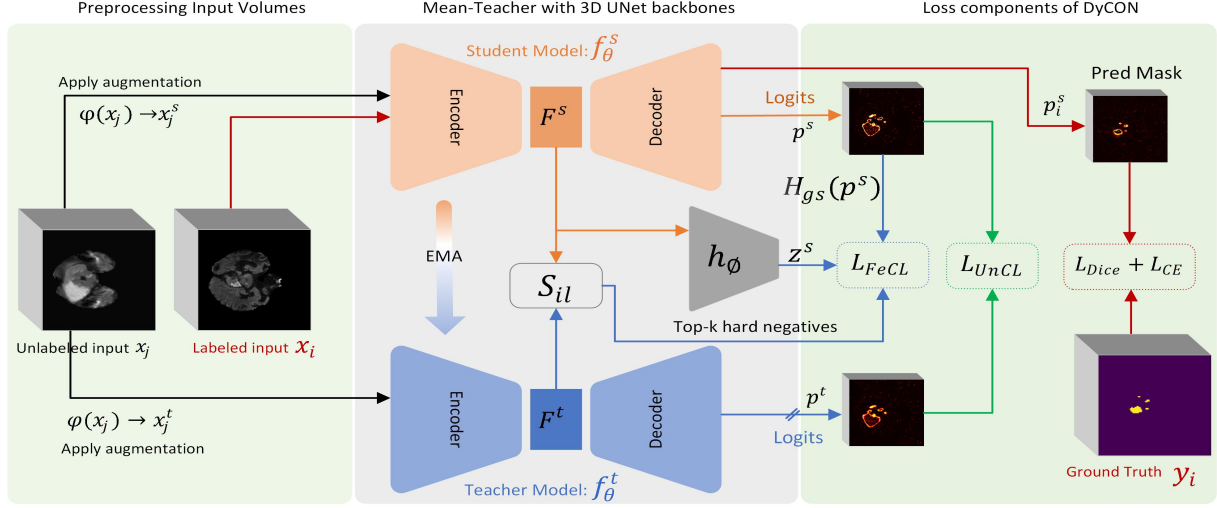 Preprocessing Input Volumes
Mean-Teacher with 3D UNet backbones
Loss components of DyCON
Apply augmentation
φ(x_j) → x_j^s
Unlabeled input x_j
Labeled input x_i
φ(x_j) → x_j^t
Apply augmentation
Student Model: f_θ^s
Encoder
F^s
Decoder
EMA
S_il
h_∅
z^s
Top-k hard negatives
Encoder
F^t
Decoder
Teacher Model: f_θ^t
Logits
p^s
H_gs(p^s)
L_FeCL
L_UnCL
p^t
Logits
Pred Mask
p_i^s
L_Dice + L_CE
Ground Truth y_i